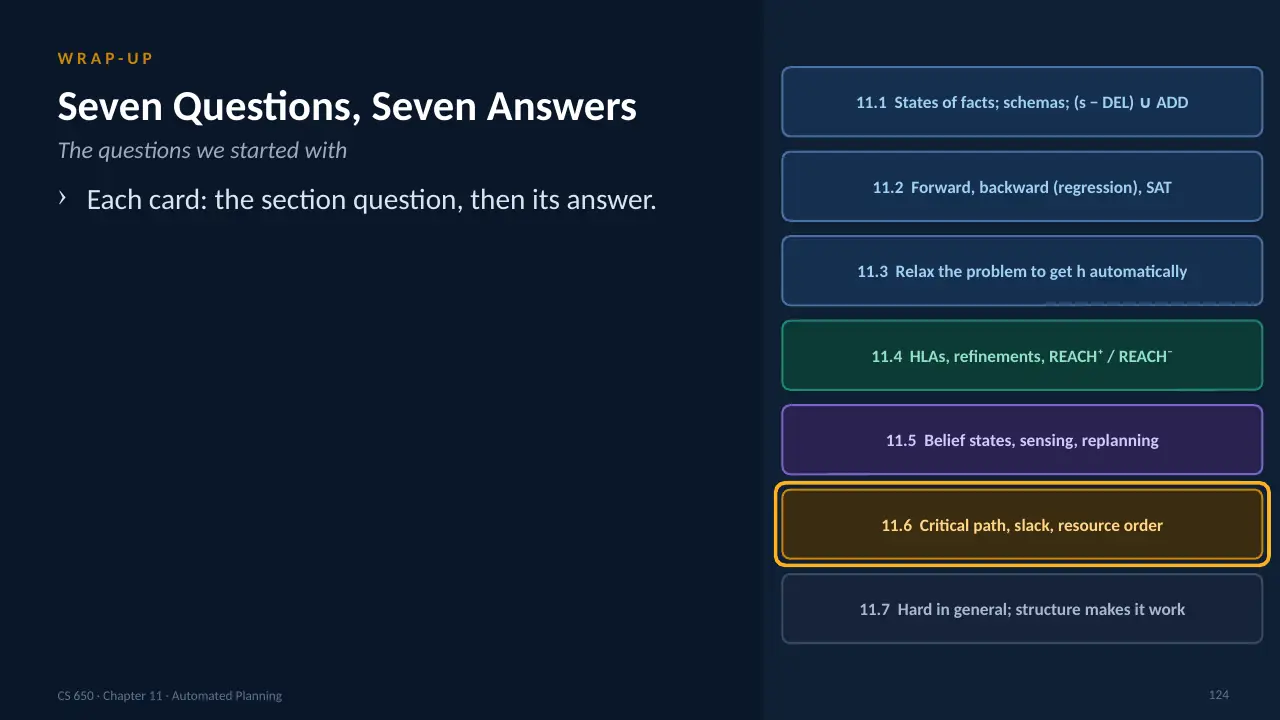 WRAP-UP
Seven Questions, Seven Answers
The questions we started with
› Each card: the section question, then its answer.
11.1 States of facts; schemas; (s − DEL) ∪ ADD
11.2 Forward, backward (regression), SAT
11.3 Relax the problem to get h automatically
11.4 HLAs, refinements, REACH⁺ / REACH⁻
11.5 Belief states, sensing, replanning
11.6 Critical path, slack, resource order
11.7 Hard in general; structure makes it work
CS 650 · Chapter 11 · Automated Planning
124